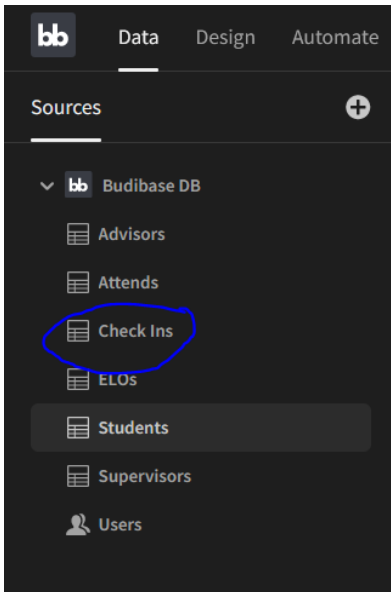 bb Data Design Automate
Sources
bb Budibase DB
Advisors
Attends
Check Ins
ELOs
Students
Supervisors
Users